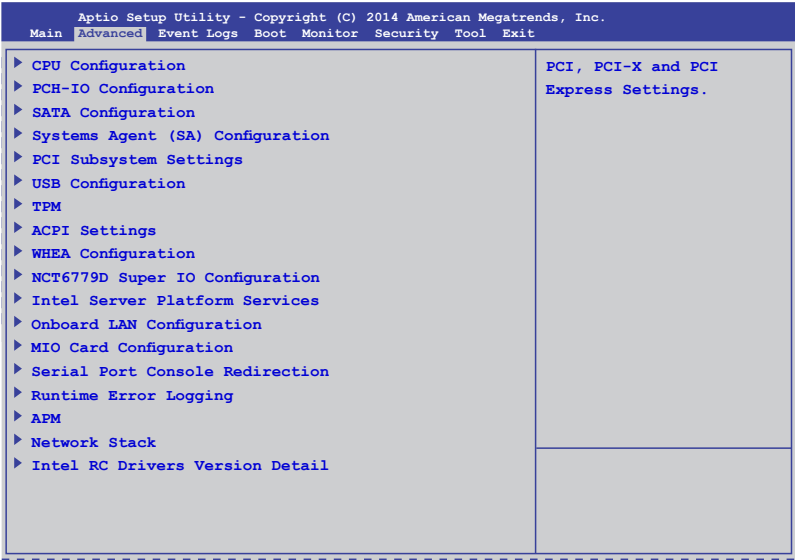 Aptio Setup Utility - Copyright (C) 2014 American Megatrends, Inc.
Main Advanced Event Logs Boot Monitor Security Tool Exit
CPU Configuration
PCH-IO Configuration
SATA Configuration
Systems Agent (SA) Configuration
PCI Subsystem Settings
USB Configuration
TPM
ACPI Settings
WHEA Configuration
NCT6779D Super IO Configuration
Intel Server Platform Services
Onboard LAN Configuration
MIO Card Configuration
Serial Port Console Redirection
Runtime Error Logging
APM
Network Stack
Intel RC Drivers Version Detail
PCI, PCI-X and PCI
Express Settings.